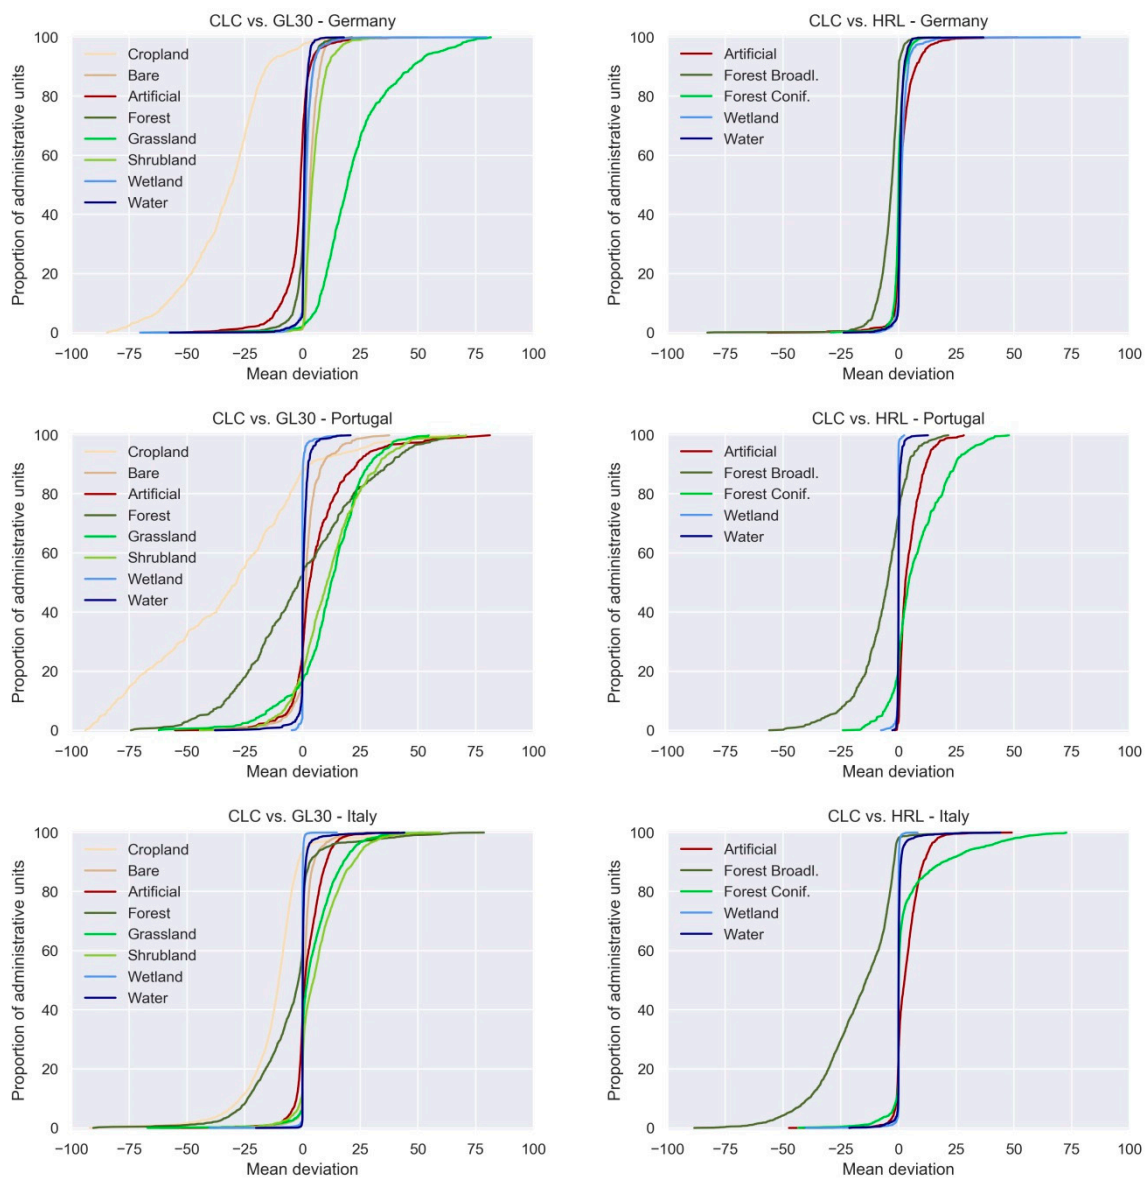 CLC vs. GL30 - Germany
100
80
60
40
20
0
Proportion of administrative units
Cropland
Bare
Artificial
Forest
Grassland
Shrubland
Wetland
Water
−100 −75 −50 −25 0 25 50 75 100
Mean deviation
CLC vs. HRL - Germany
100
80
60
40
20
0
Proportion of administrative units
Artificial
Forest Broadl.
Forest Conif.
Wetland
Water
−100 −75 −50 −25 0 25 50 75 100
Mean deviation
CLC vs. GL30 - Portugal
100
80
60
40
20
0
Proportion of administrative units
Cropland
Bare
Artificial
Forest
Grassland
Shrubland
Wetland
Water
−100 −75 −50 −25 0 25 50 75 100
Mean deviation
CLC vs. HRL - Portugal
100
80
60
40
20
0
Proportion of administrative units
Artificial
Forest Broadl.
Forest Conif.
Wetland
Water
−100 −75 −50 −25 0 25 50 75 100
Mean deviation
CLC vs. GL30 - Italy
100
80
60
40
20
0
Proportion of administrative units
Cropland
Bare
Artificial
Forest
Grassland
Shrubland
Wetland
Water
−100 −75 −50 −25 0 25 50 75 100
Mean deviation
CLC vs. HRL - Italy
100
80
60
40
20
0
Proportion of administrative units
Artificial
Forest Broadl.
Forest Conif.
Wetland
Water
−100 −75 −50 −25 0 25 50 75 100
Mean deviation